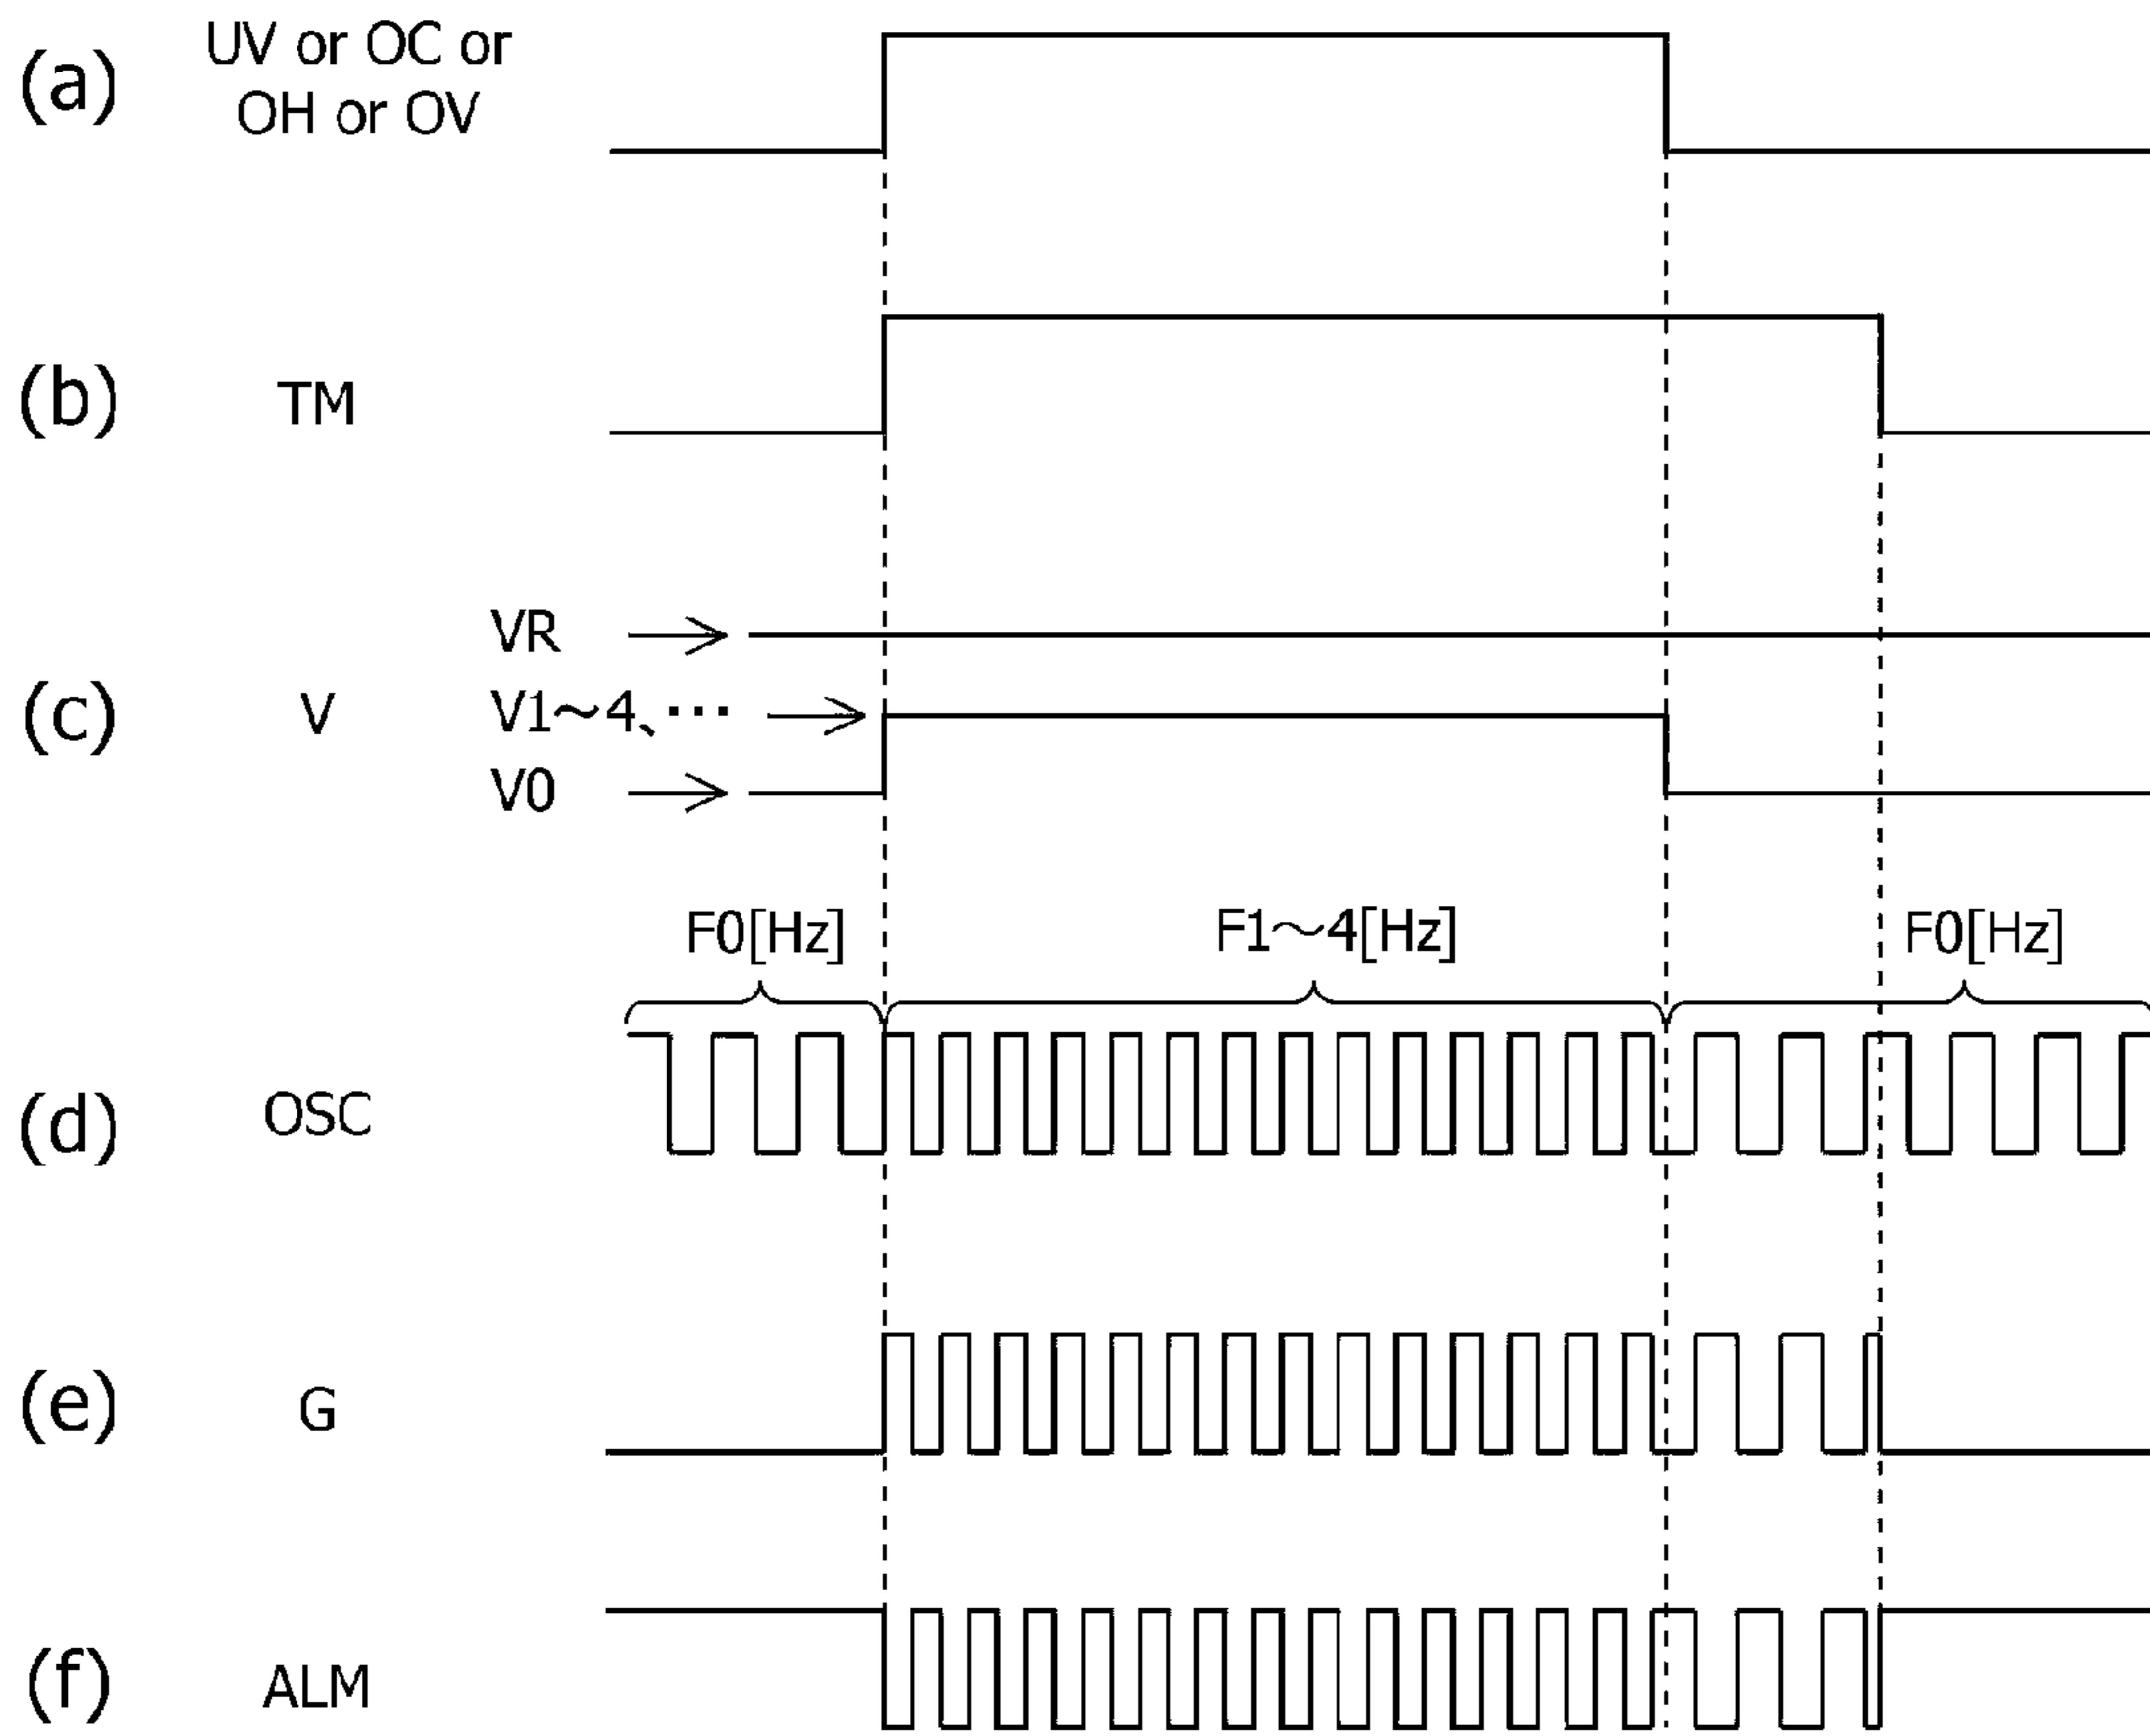 (a) UV or OC or
OH or OV
(b) TM
VR
(c) V V1～4、⋯
V0
F0[Hz] F1～4[Hz] F0[Hz]
(d) OSC
(e) G
(f) ALM